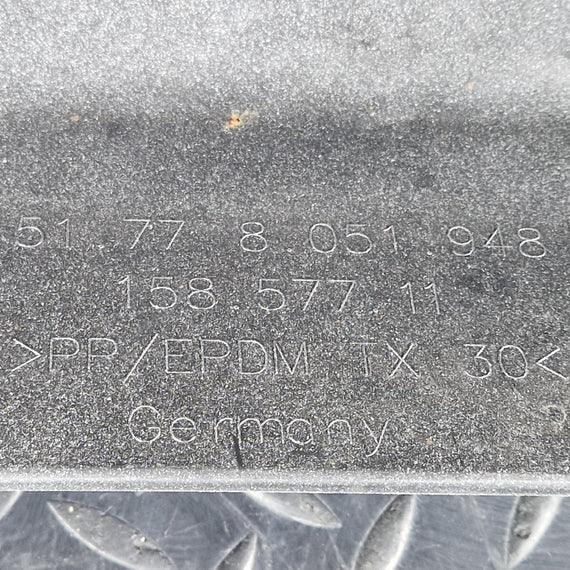 51 77 8 051 948
158 577 11
>PP/EPDM TX 30<
Germany